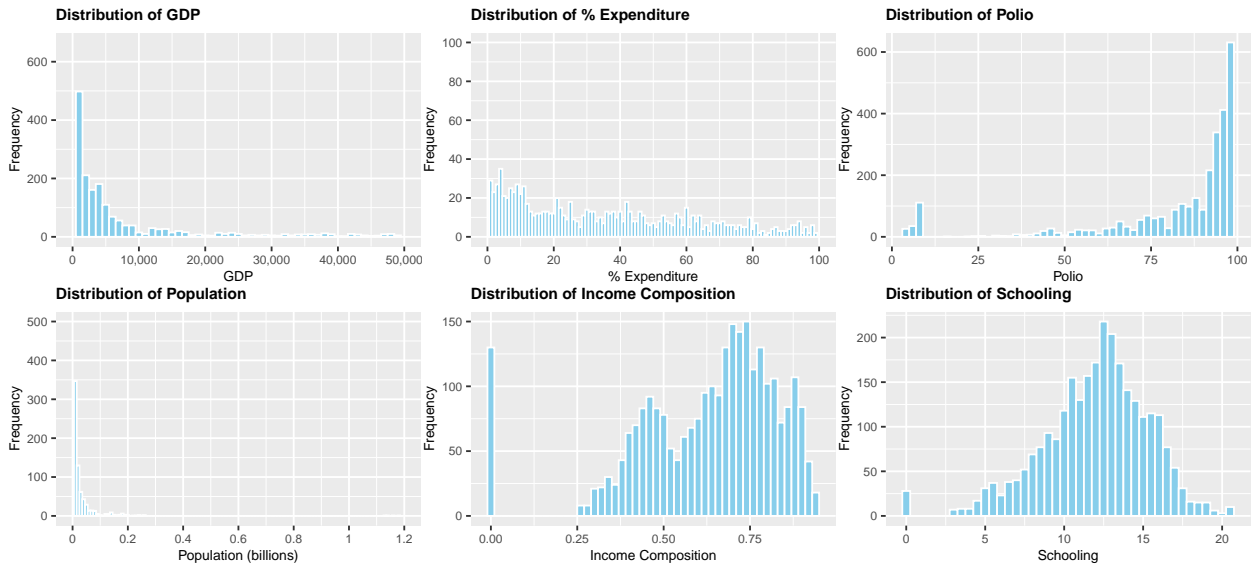 Distribution of GDP
Frequency
600
400
200
0
0 10,000 20,000 30,000 40,000 50,000
GDP
Distribution of % Expenditure
Frequency
100
80
60
40
20
0
0 20 40 60 80 100
% Expenditure
Distribution of Polio
Frequency
600
400
200
0
0 25 50 75 100
Polio
Distribution of Population
Frequency
500
400
300
200
100
0
0 0.2 0.4 0.6 0.8 1 1.2
Population (billions)
Distribution of Income Composition
Frequency
150
100
50
0
0.00 0.25 0.50 0.75
Income Composition
Distribution of Schooling
Frequency
200
150
100
50
0
0 5 10 15 20
Schooling